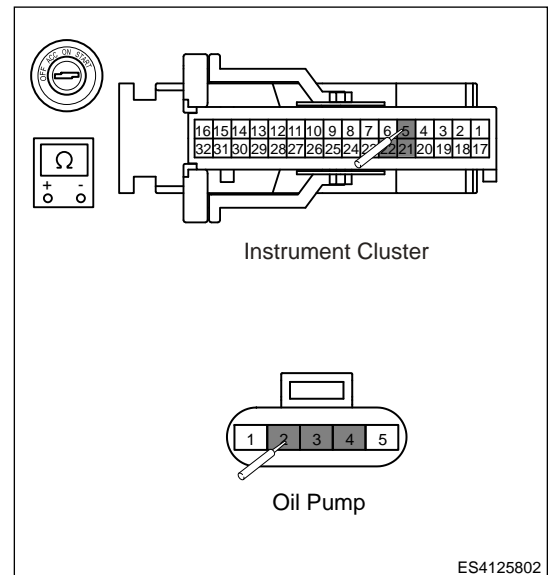 OFF ACC ON START
Ω
+ -
16 15 14 13 12 11 10 9 8 7 6 5 4 3 2 1
32 31 30 29 28 27 26 25 24 23 22 21 20 19 18 17
Instrument Cluster
1 2 3 4 5
Oil Pump
ES4125802